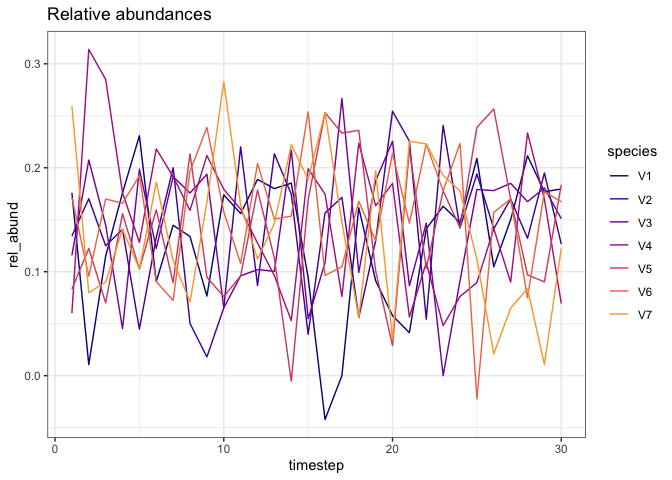 Relative abundances
rel_abund
0.3
0.2
0.1
0.0
0
10
20
30
timestep
species
V1
V2
V3
V4
V5
V6
V7